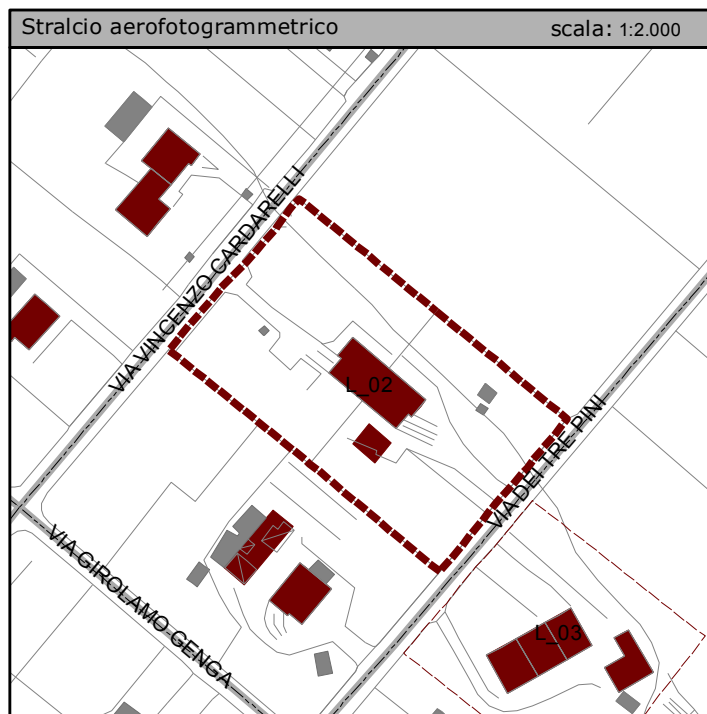 Stralcio aerofotogrammetrico scala: 1:2.000
VIA VINCENZO CARDARELLI
L_02
VIA DEI TRE PINI
VIA GIROLAMO GENGA
L_03